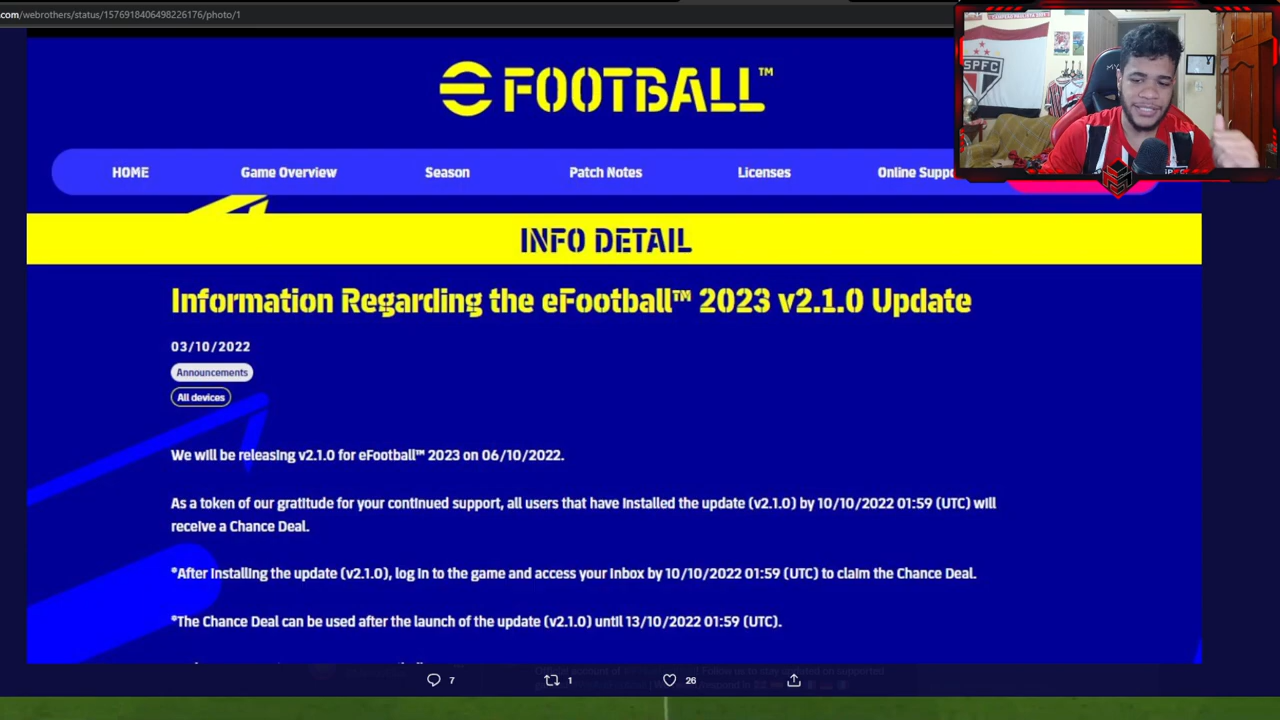 .com/webrothers/status/1576918406498226176/photo/1
FOOTBALL™
HOME
Game Overview
Season
Patch Notes
Licenses
Online Suppo
INFO DETAIL
Information Regarding the eFootball™ 2023 v2.1.0 Update
03/10/2022
Announcements
All devices
We will be releasing v2.1.0 for eFootball™ 2023 on 06/10/2022.
As a token of our gratitude for your continued support, all users that have installed the update (v2.1.0) by 10/10/2022 01:59 (UTC) will
receive a Chance Deal.
*After installing the update (v2.1.0), log in to the game and access your Inbox by 10/10/2022 01:59 (UTC) to claim the Chance Deal.
*The Chance Deal can be used after the launch of the update (v2.1.0) until 13/10/2022 01:59 (UTC).
7
1
26
SPFC
SPFC